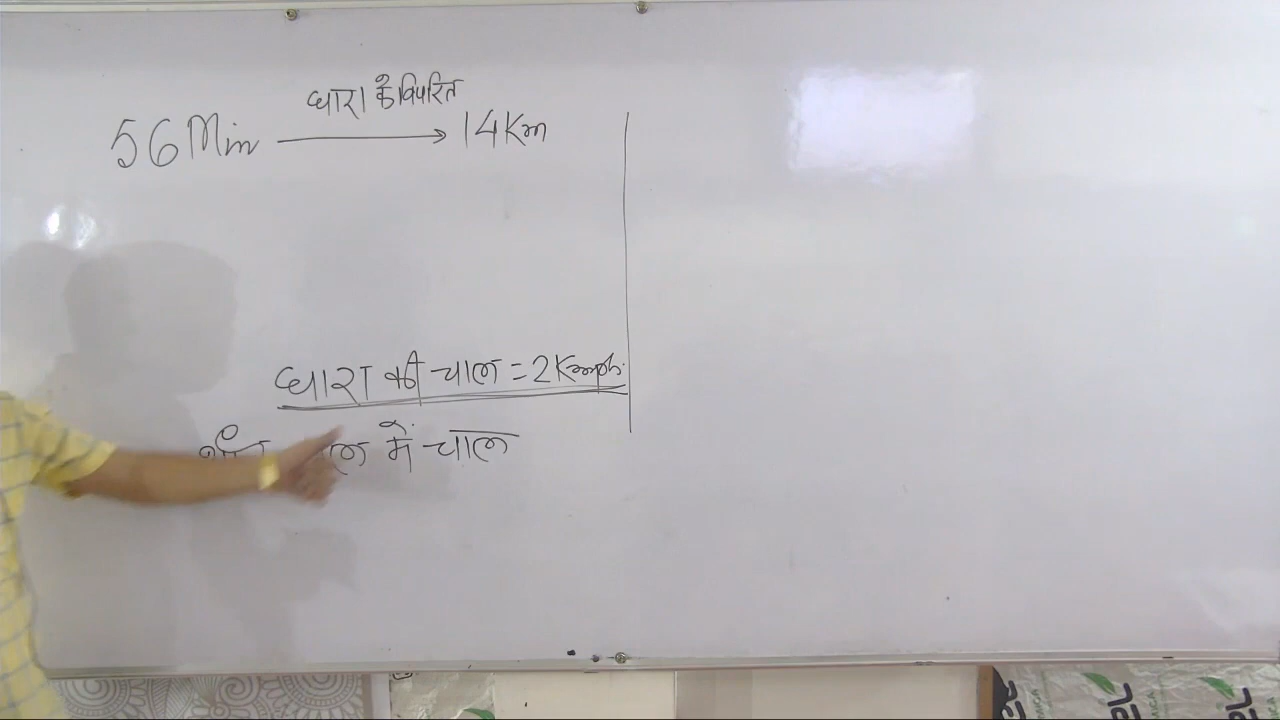 धारा के विपरित
56 Min → 14 Km
धारा की चाल = 2 Kmph.
में चाल